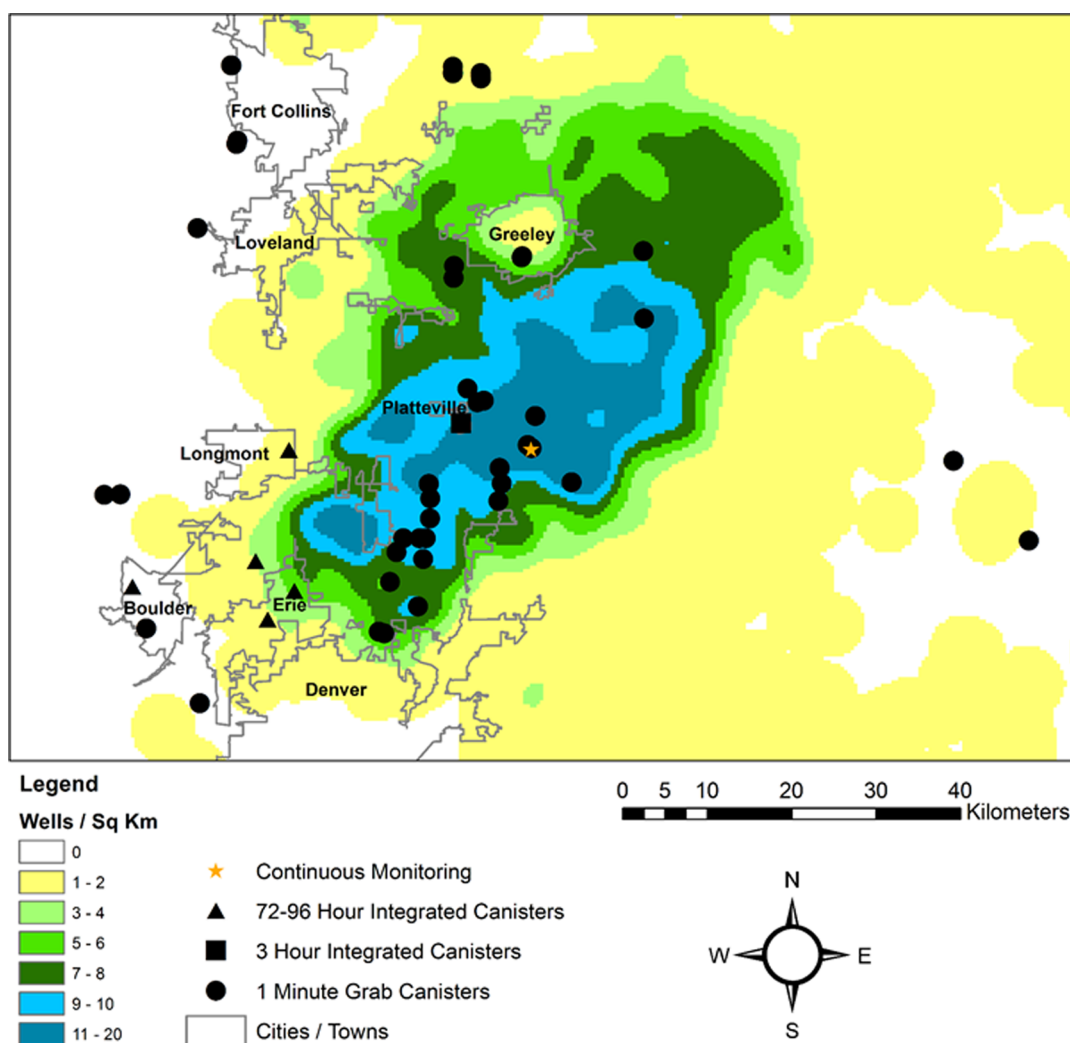 Fort Collins
Loveland
Greeley
Platteville
Longmont
Boulder
Erie
Denver
Legend
Wells / Sq Km
0
1 - 2
3 - 4
5 - 6
7 - 8
9 - 10
11 - 20
Continuous Monitoring
72-96 Hour Integrated Canisters
3 Hour Integrated Canisters
1 Minute Grab Canisters
Cities / Towns
0 5 10 20 30 40
Kilometers
N
W E
S